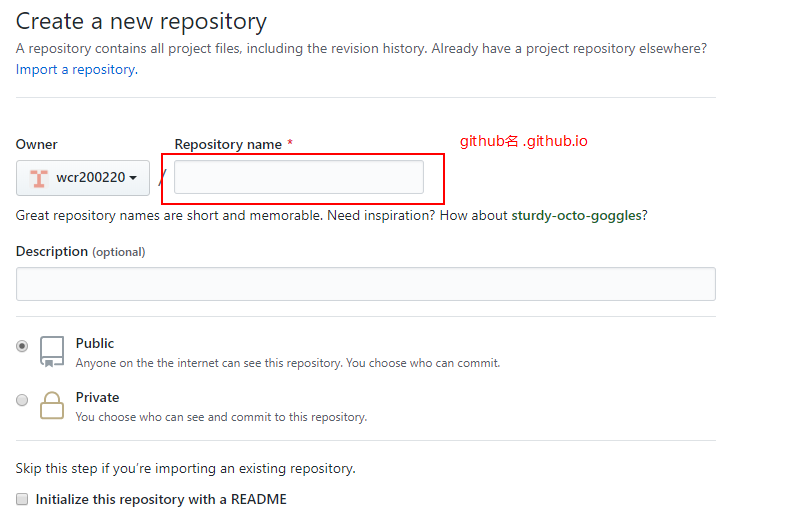 Create a new repository
A repository contains all project files, including the revision history. Already have a project repository elsewhere?
Import a repository.
Owner
Repository name *
github名 .github.io
wcr200220
/
Great repository names are short and memorable. Need inspiration? How about sturdy-octo-goggles?
Description (optional)
Public
Anyone on the the internet can see this repository. You choose who can commit.
Private
You choose who can see and commit to this repository.
Skip this step if you’re importing an existing repository.
Initialize this repository with a README